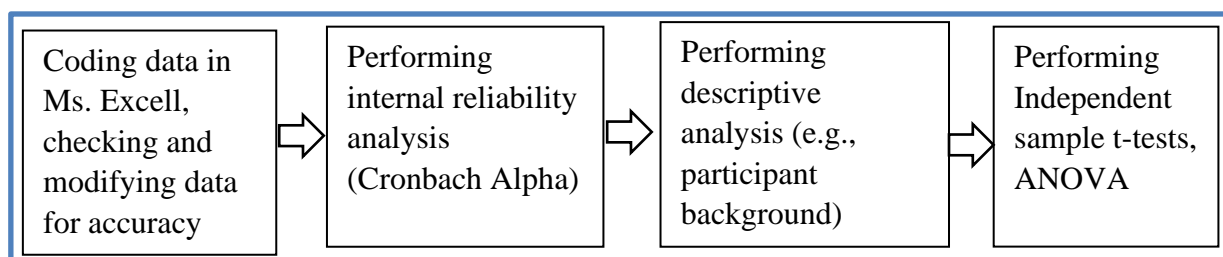 Coding data in
Ms. Excell,
checking and
modifying data
for accuracy
Performing
internal reliability
analysis
(Cronbach Alpha)
Performing
descriptive
analysis (e.g.,
participant
background)
Performing
Independent
sample t-tests,
ANOVA